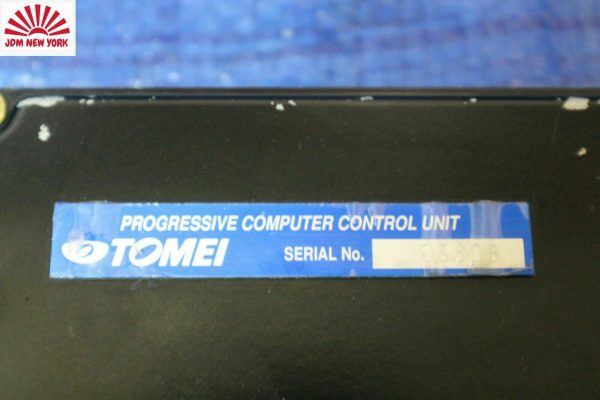 JDM NEW YORK
PROGRESSIVE COMPUTER CONTROL UNIT
TOMEI SERIAL No.